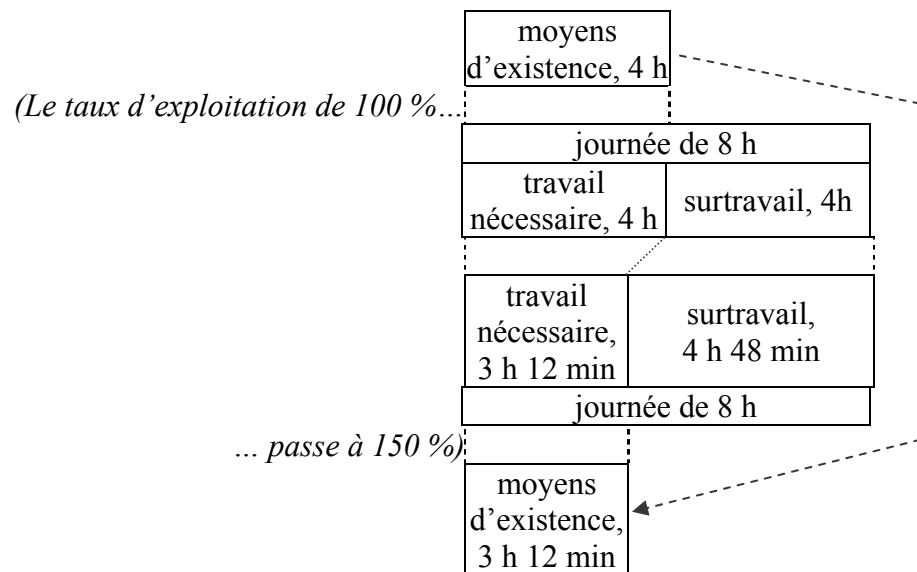 moyens
d’existence, 4 h
(Le taux d’exploitation de 100 %...
journée de 8 h
travail
nécessaire, 4 h
surtravail, 4h
travail
nécessaire,
3 h 12 min
surtravail,
4 h 48 min
journée de 8 h
... passe à 150 %)
moyens
d’existence,
3 h 12 min